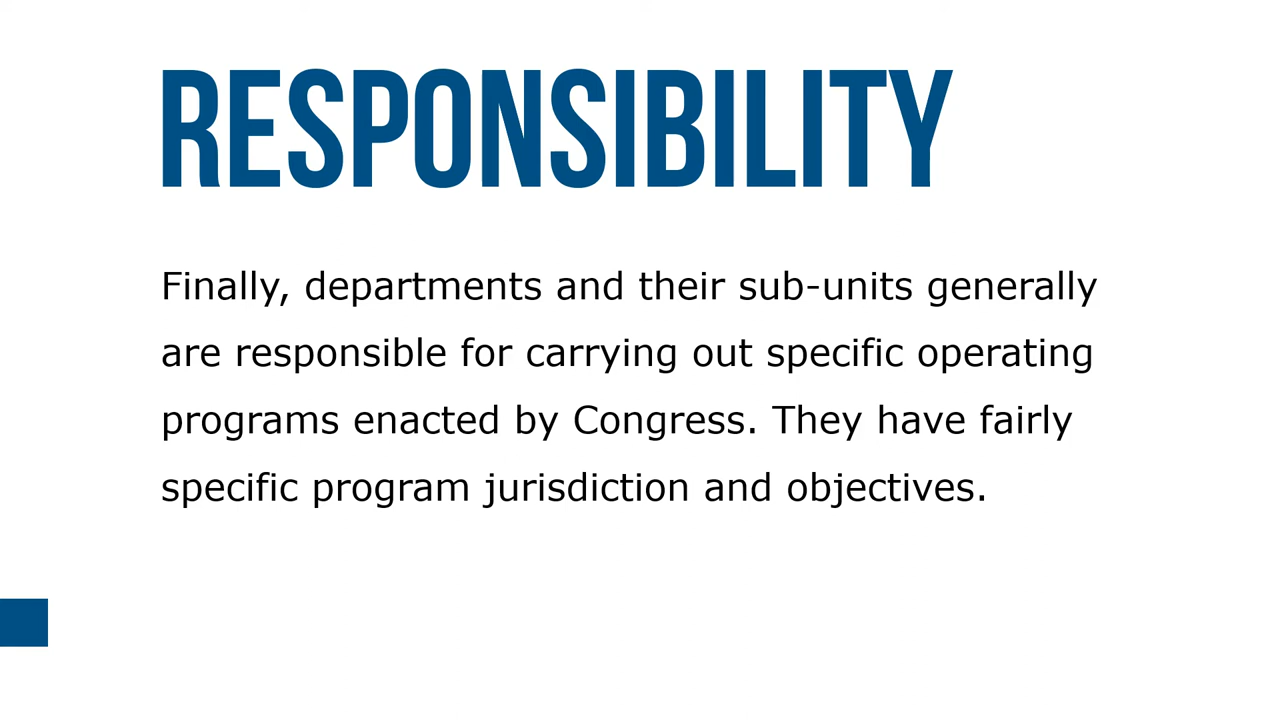 RESPONSIBILITY
Finally, departments and their sub-units generally
are responsible for carrying out specific operating
programs enacted by Congress. They have fairly
specific program jurisdiction and objectives.